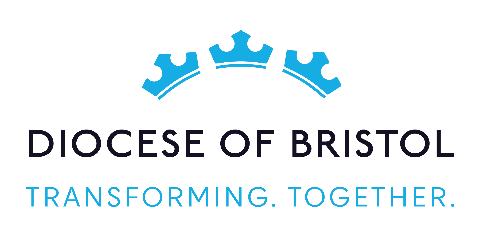 DIOCESE OF BRISTOL
TRANSFORMING. TOGETHER.